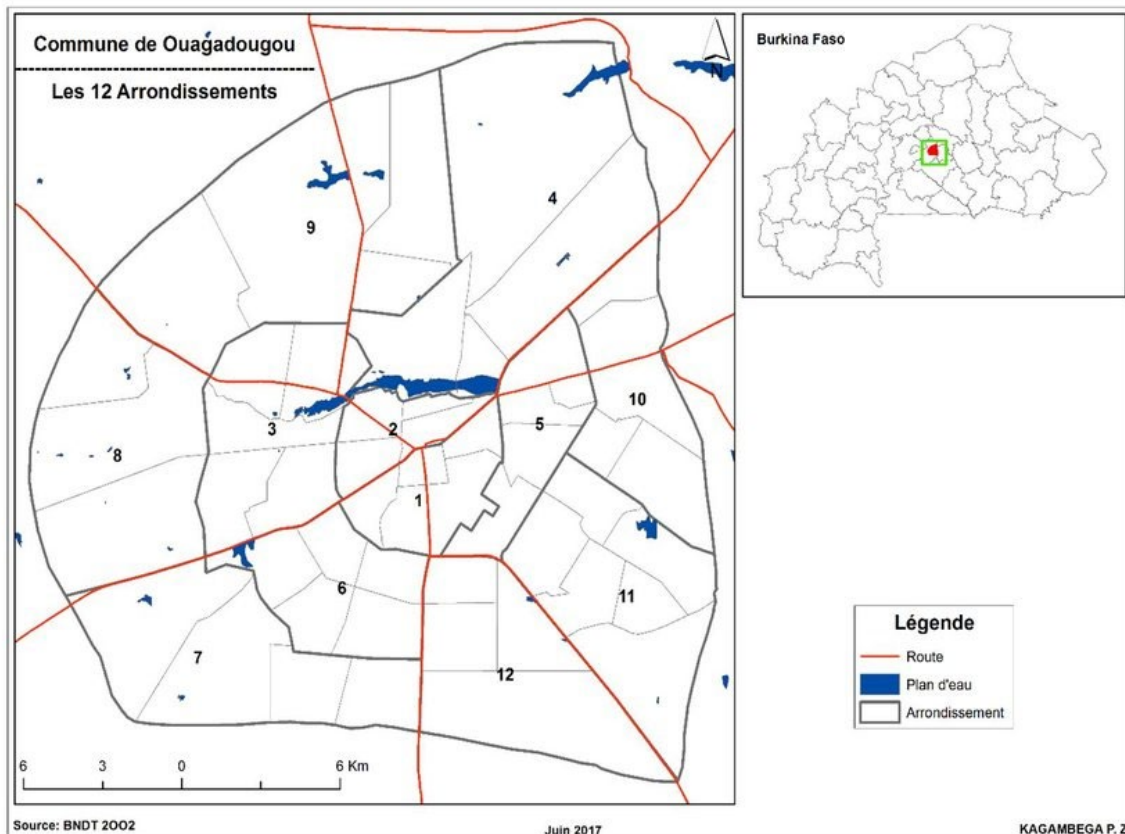 Commune de Ouagadougou
Les 12 Arrondissements
N
4
9
10
3
2
5
8
1
6
11
7
12
6 3 0 6 Km
Burkina Faso
Légende
Route
Plan d'eau
Arrondissement
Source: BNDT 2OO2
Juin 2017
KAGAMBEGA P. Z